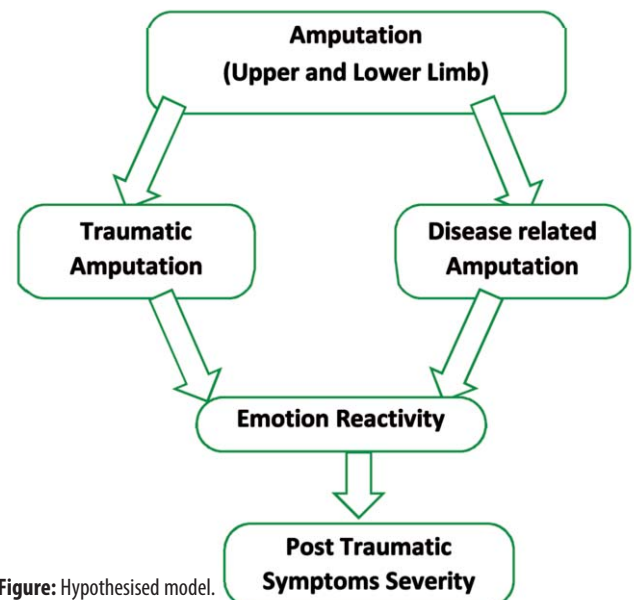 Amputation
(Upper and Lower Limb)
Traumatic
Amputation
Disease related
Amputation
Emotion Reactivity
Post Traumatic
Symptoms Severity
Figure: Hypothesised model.